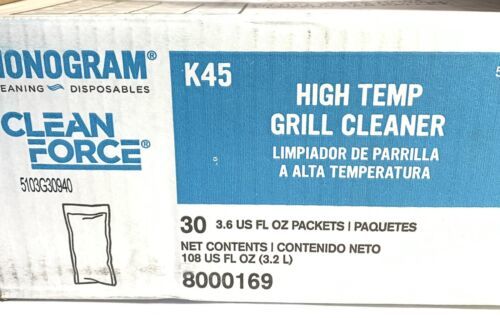 MONOGRAM®
CLEANING DISPOSABLES
CLEAN
FORCE®
5103G30940
K45
HIGH TEMP
GRILL CLEANER
LIMPIADOR DE PARRILLA
A ALTA TEMPERATURA
30 3.6 US FL OZ PACKETS | PAQUETES
NET CONTENTS | CONTENIDO NETO
108 US FL OZ (3.2 L)
8000169